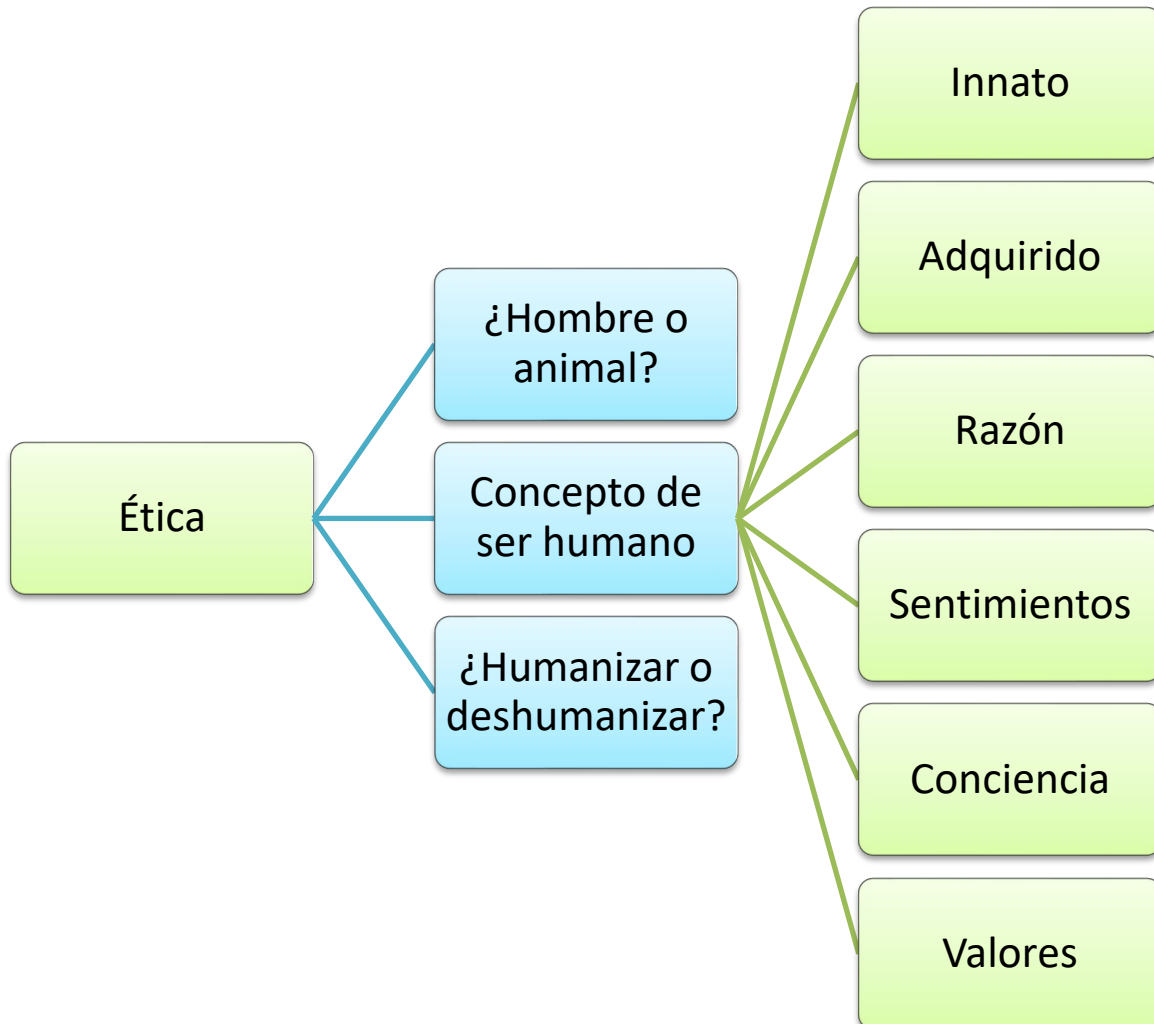 Ética
¿Hombre o
animal?
Concepto de
ser humano
¿Humanizar o
deshumanizar?
Innato
Adquirido
Razón
Sentimientos
Conciencia
Valores